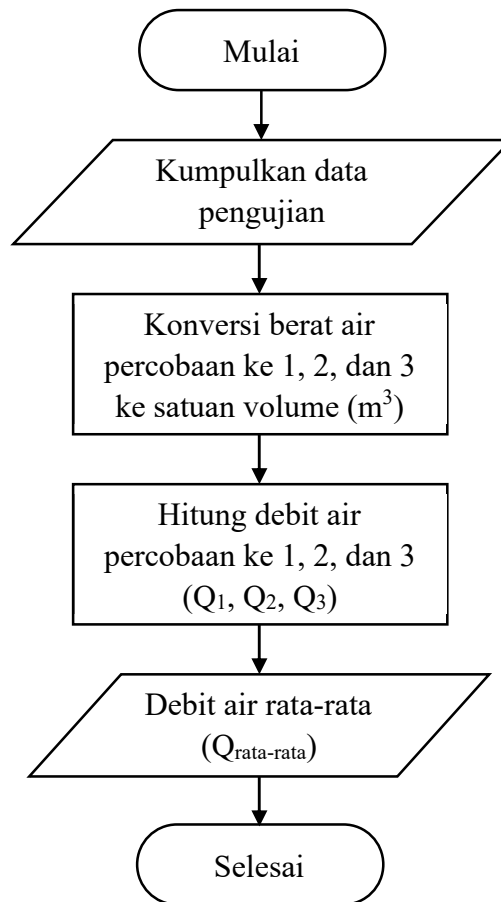 Mulai
Kumpulkan data
pengujian
Konversi berat air
percobaan ke 1, 2, dan 3
ke satuan volume (m³)
Hitung debit air
percobaan ke 1, 2, dan 3
(Q₁, Q₂, Q₃)
Debit air rata-rata
(Qrata-rata)
Selesai